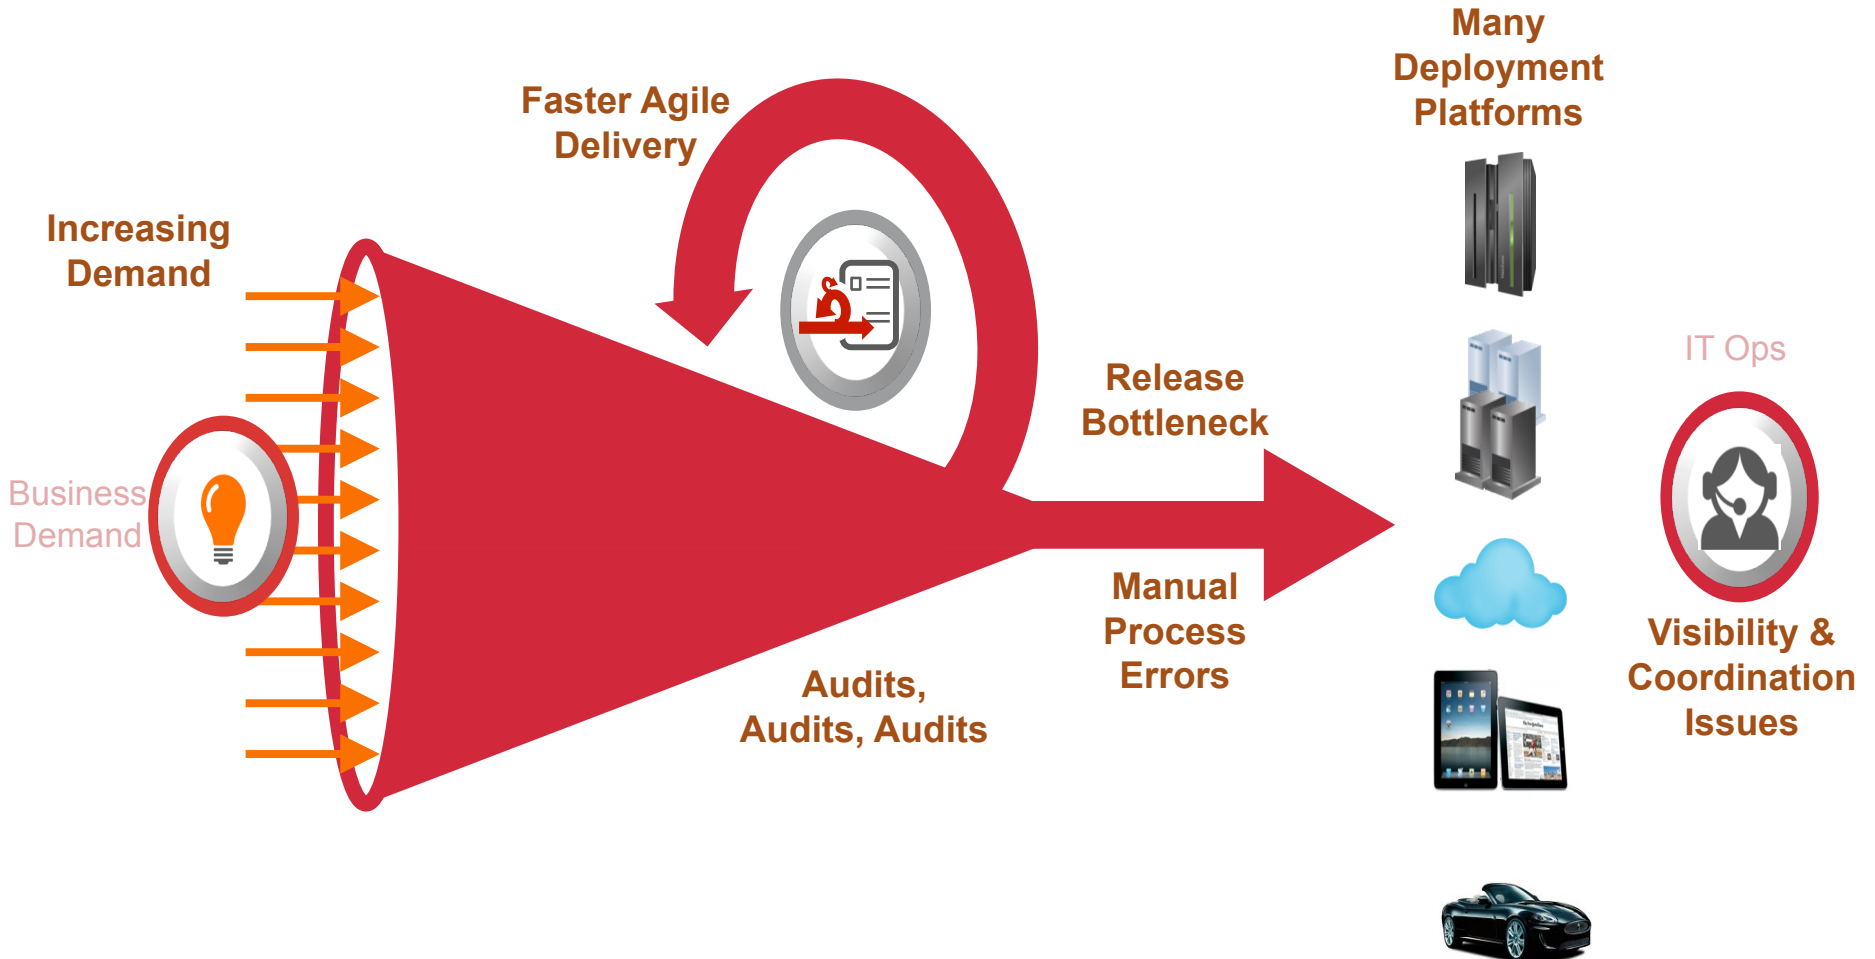 Many
Deployment
Platforms
Faster Agile
Delivery
Increasing
Demand
IT Ops
Release
Bottleneck
Business
Demand
Manual
Process
Errors
Visibility &
Coordination
Issues
Audits,
Audits, Audits